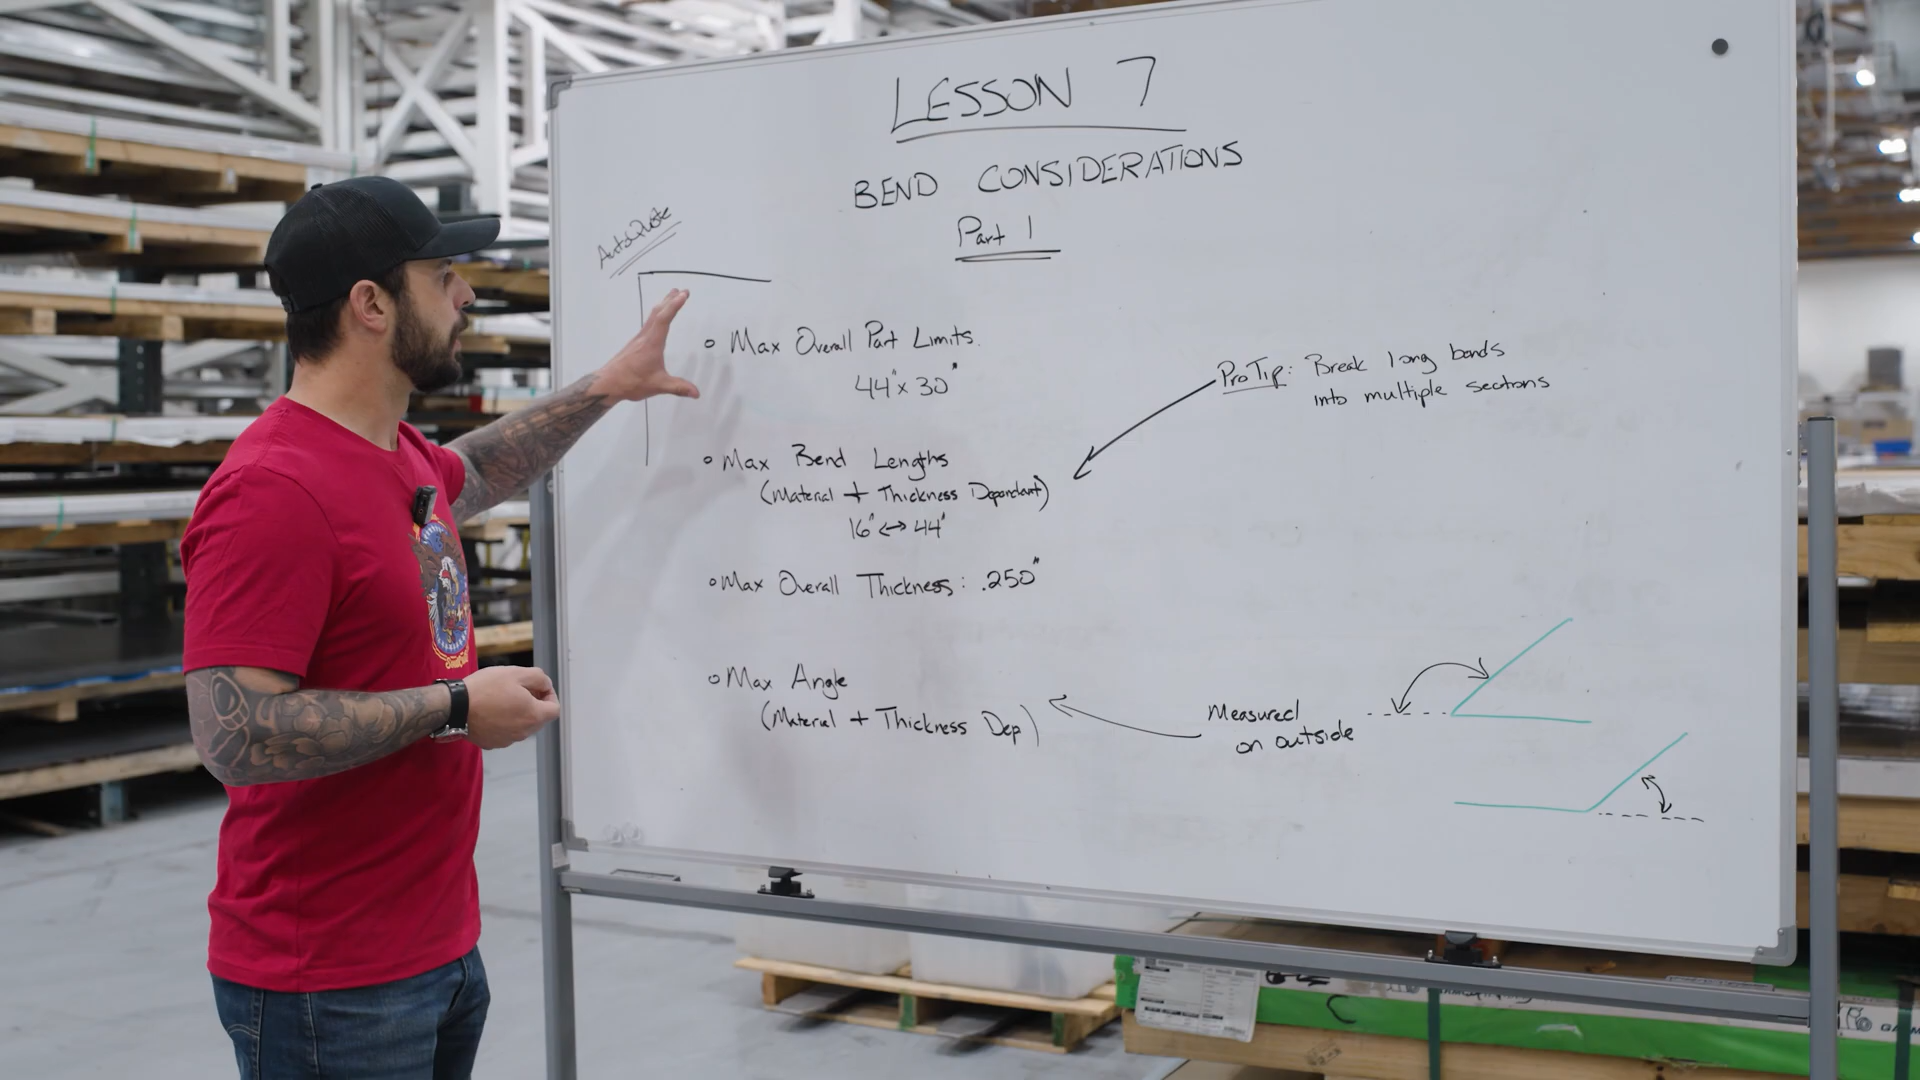 LESSON 7
BEND CONSIDERATIONS
Part 1
AutoQuote
Max Overall Part Limits.
44" x 30"
Max Bend Lengths
(Material + Thickness Dependant)
16" ↔ 44"
Max Overall Thickness: .250"
Max Angle
(Material + Thickness Dep)
ProTip: Break long bends
into multiple sections
Measured
on outside